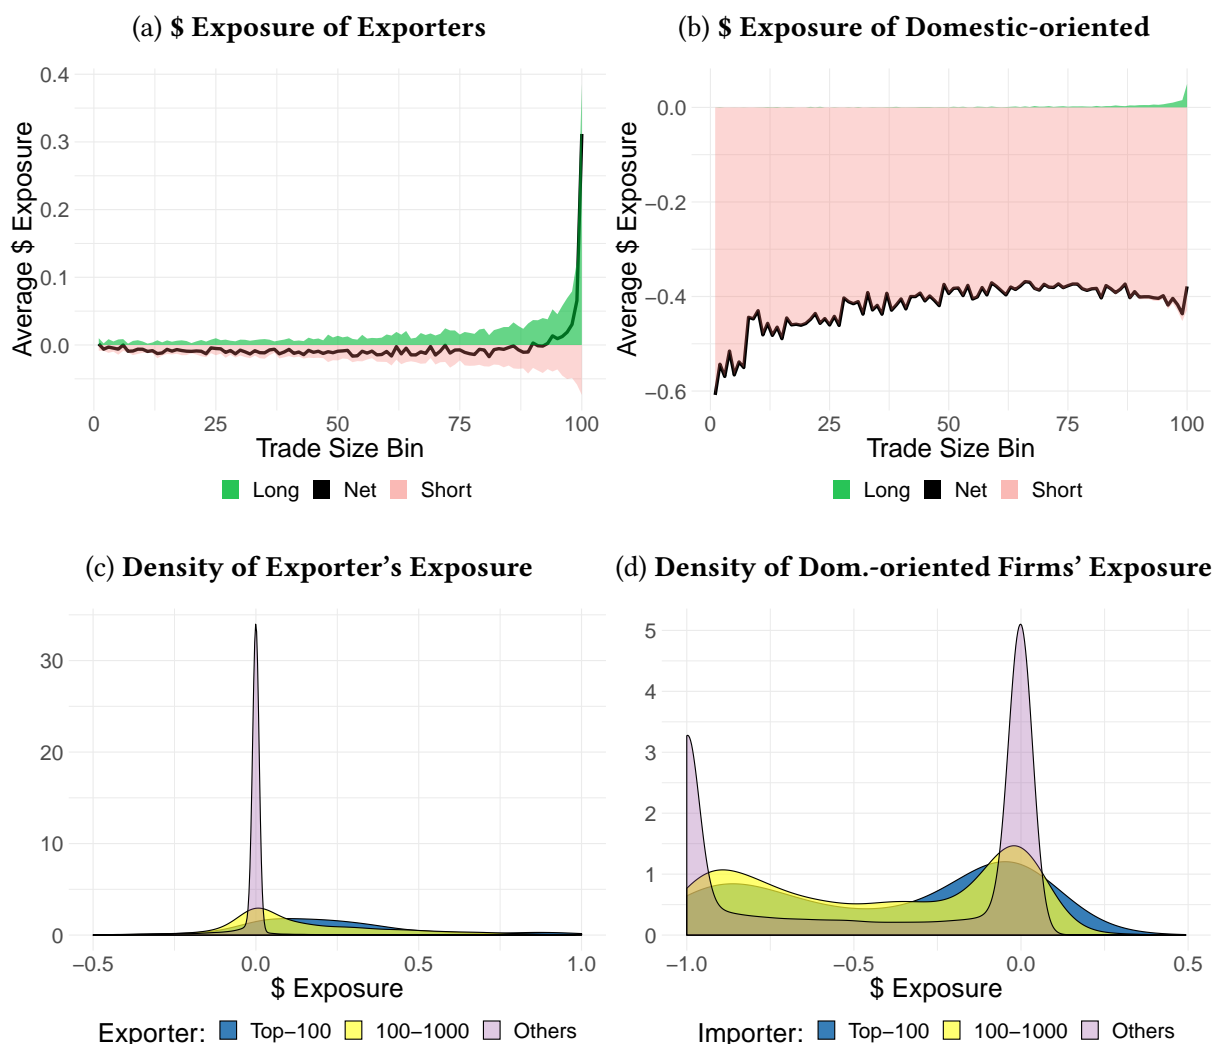 (a) $ Exposure of Exporters
Average $ Exposure
0.4
0.3
0.2
0.1
0.0
0 25 50 75 100
Trade Size Bin
Long Net Short
(b) $ Exposure of Domestic-oriented
Average $ Exposure
0.0
−0.2
−0.4
−0.6
0 25 50 75 100
Trade Size Bin
Long Net Short
(c) Density of Exporter’s Exposure
30
20
10
0
−0.5 0.0 0.5 1.0
$ Exposure
Exporter: Top−100 100−1000 Others
(d) Density of Dom.-oriented Firms’ Exposure
5
4
3
2
1
0
−1.0 −0.5 0.0 0.5
$ Exposure
Importer: Top−100 100−1000 Others